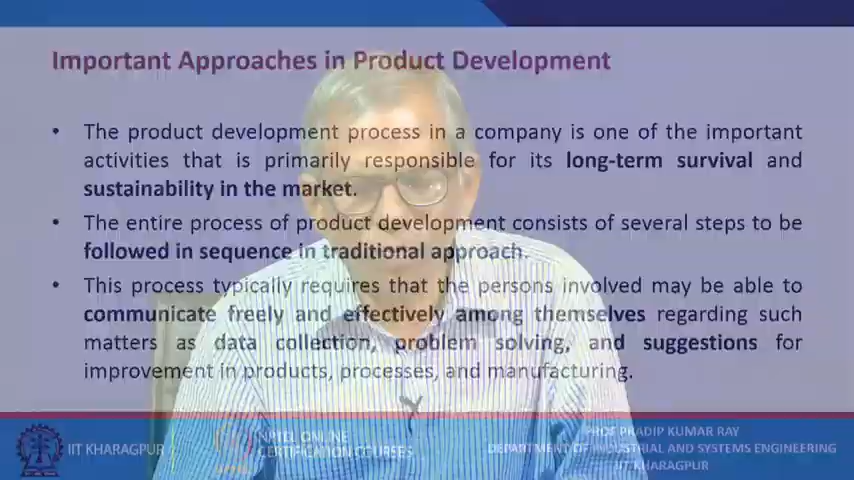 Important Approaches in Product Development
• The product development process in a company is one of the important
activities that is primarily responsible for its long-term survival and
sustainability in the market.
• The entire process of product development consists of several steps to be
followed in sequence in traditional approach.
• This process typically requires that the persons involved may be able to
communicate freely and effectively among themselves regarding such
matters as data collection, problem solving, and suggestions for
improvement in products, processes, and manufacturing.
IIT KHARAGPUR
NPTEL ONLINE
CERTIFICATION COURSES
PROF PRADIP KUMAR RAY
DEPARTMENT OF INDUSTRIAL AND SYSTEMS ENGINEERING
IIT KHARAGPUR